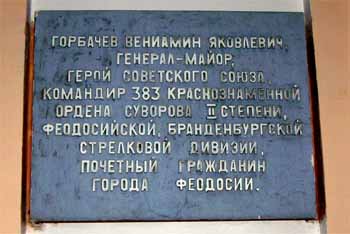 ГОРБАЧЕВ ВЕНИАМИН ЯКОВЛЕВИЧ,
ГЕНЕРАЛ-МАЙОР,
ГЕРОЙ СОВЕТСКОГО СОЮЗА,
КОМАНДИР 383 КРАСНОЗНАМЕННОЙ
ОРДЕНА СУВОРОВА II СТЕПЕНИ,
ФЕОДОСИЙСКОЙ, БРАНДЕНБУРГСКОЙ
СТРЕЛКОВОЙ ДИВИЗИИ,
ПОЧЕТНЫЙ ГРАЖДАНИН
ГОРОДА ФЕОДОСИИ.